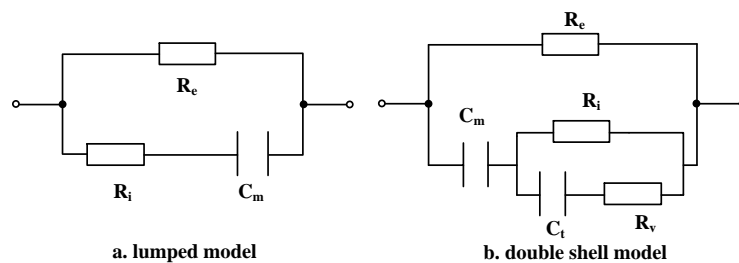 Rₑ
Rᵢ
Cₘ
a. lumped model
Rₑ
Cₘ
Rᵢ
Cₜ
Rᵥ
b. double shell model